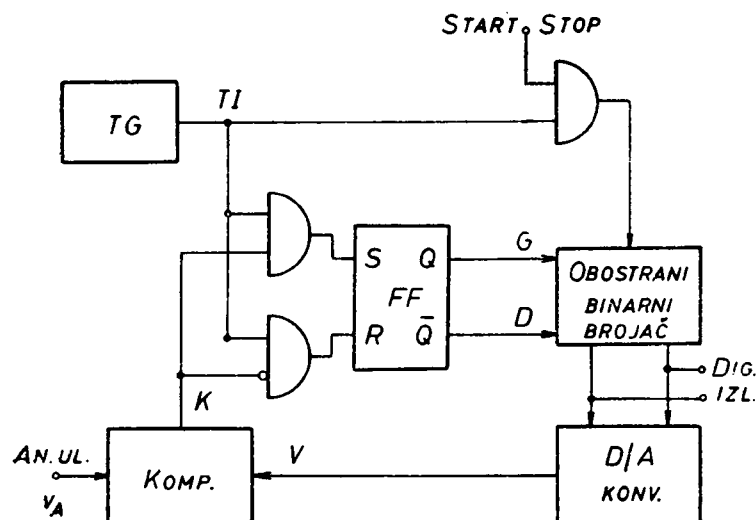 START STOP
TG
TI
S Q
FF
R Q̅
G
D
OBOSTRANI
BINARNI
BROJAČ
DIG.
IZL.
K
AN. UL.
VA
KOMP.
V
D/A
KONV.